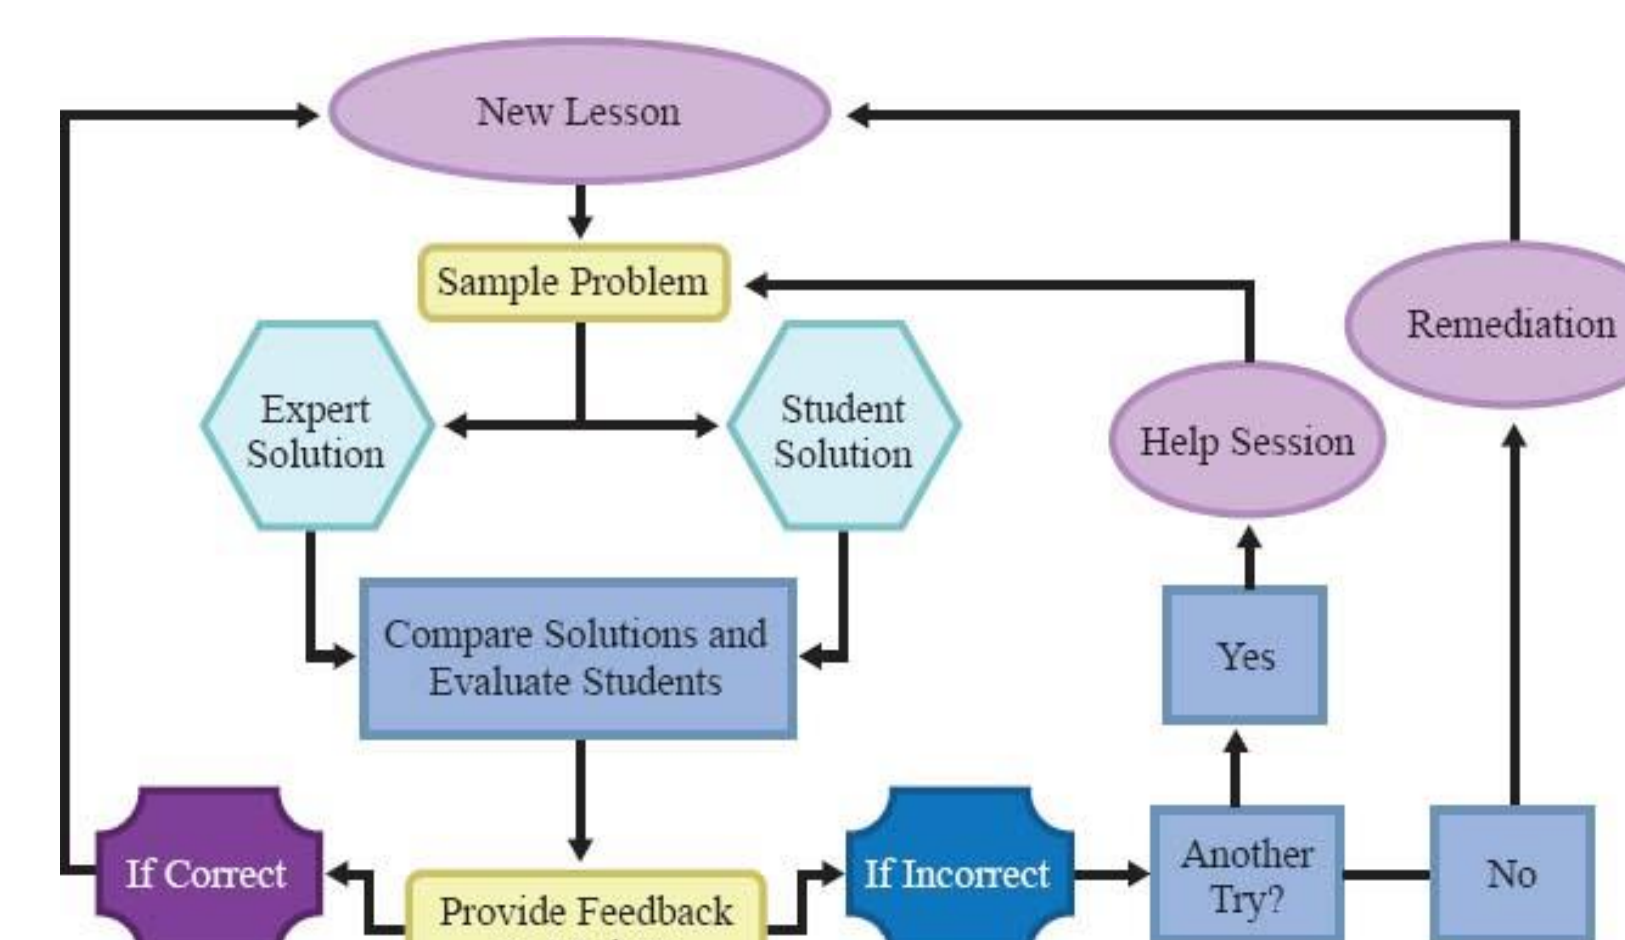 New Lesson
Sample Problem
Remediation
Expert
Solution
Student
Solution
Help Session
Compare Solutions and
Evaluate Students
Yes
If Correct
Provide Feedback
If Incorrect
Another
Try?
No